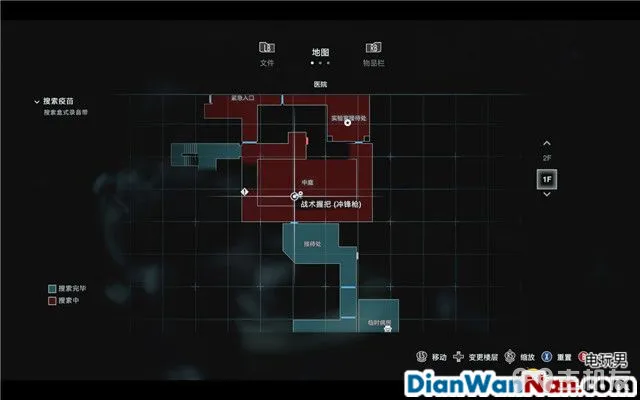 LB
RB
文件
地图
物品栏
医院
搜索疫苗
搜索盒式录音带
紧急入口
实验室接待处
2F
1F
中庭
战术握把 (冲锋枪)
接待处
临时病房
搜索完毕
搜索中
移动
变更楼层
缩放
重置
电玩男
DianWanNan.com